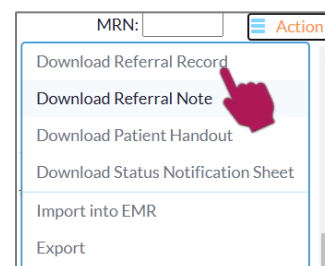 MRN: Action
Download Referral Record
Download Referral Note
Download Patient Handout
Download Status Notification Sheet
Import into EMR
Export